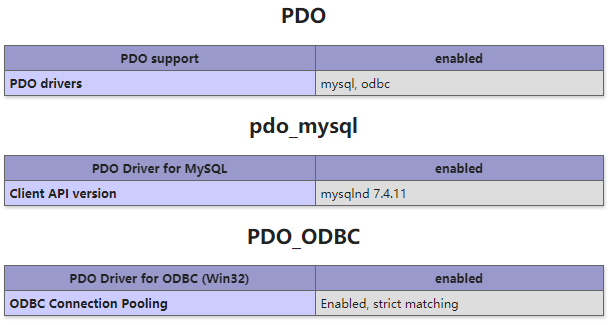 PDO
PDO support enabled
PDO drivers mysql, odbc
pdo_mysql
PDO Driver for MySQL enabled
Client API version mysqlnd 7.4.11
PDO_ODBC
PDO Driver for ODBC (Win32) enabled
ODBC Connection Pooling Enabled, strict matching